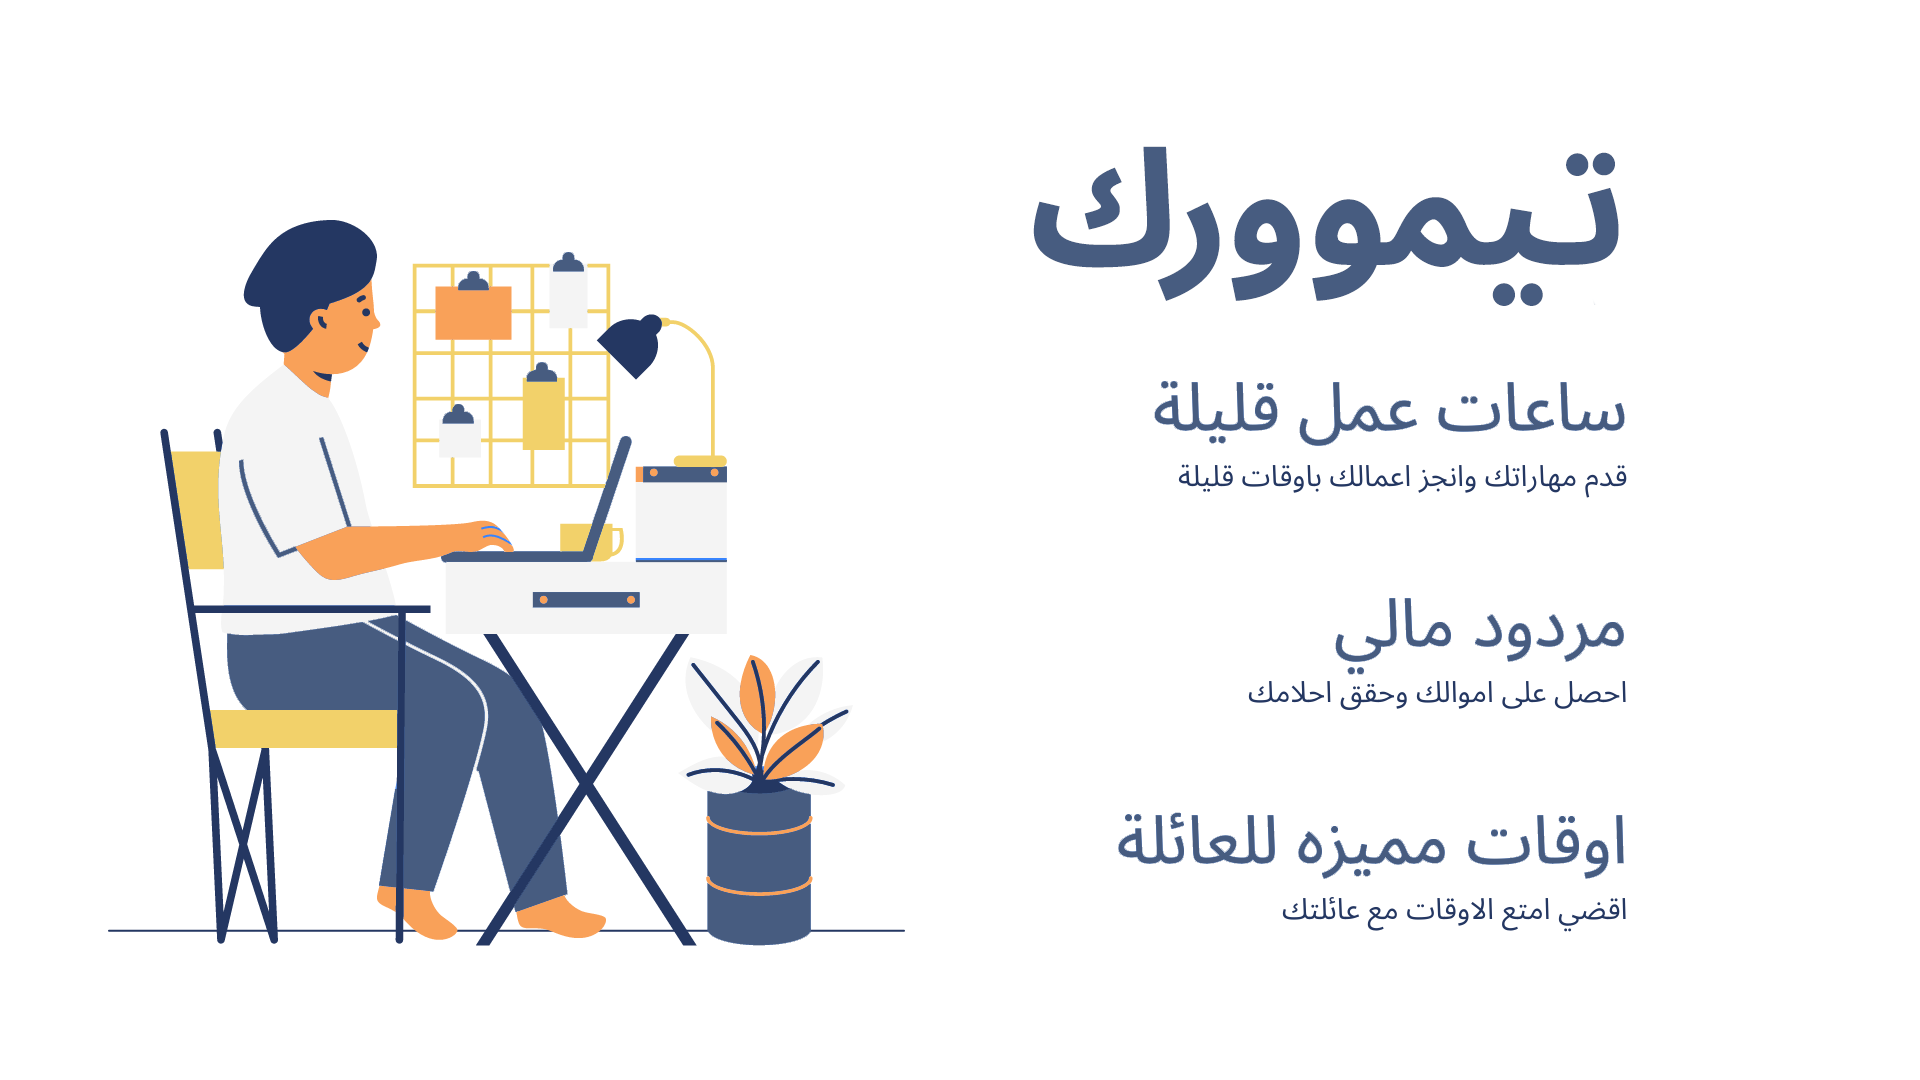 تيموورك
ساعات عمل قليلة
قدم مهاراتك وانجز اعمالك باوقات قليلة
مردود مالي
احصل على اموالك وحقق احلامك
اوقات مميزه للعائلة
اقضي امتع الاوقات مع عائلتك